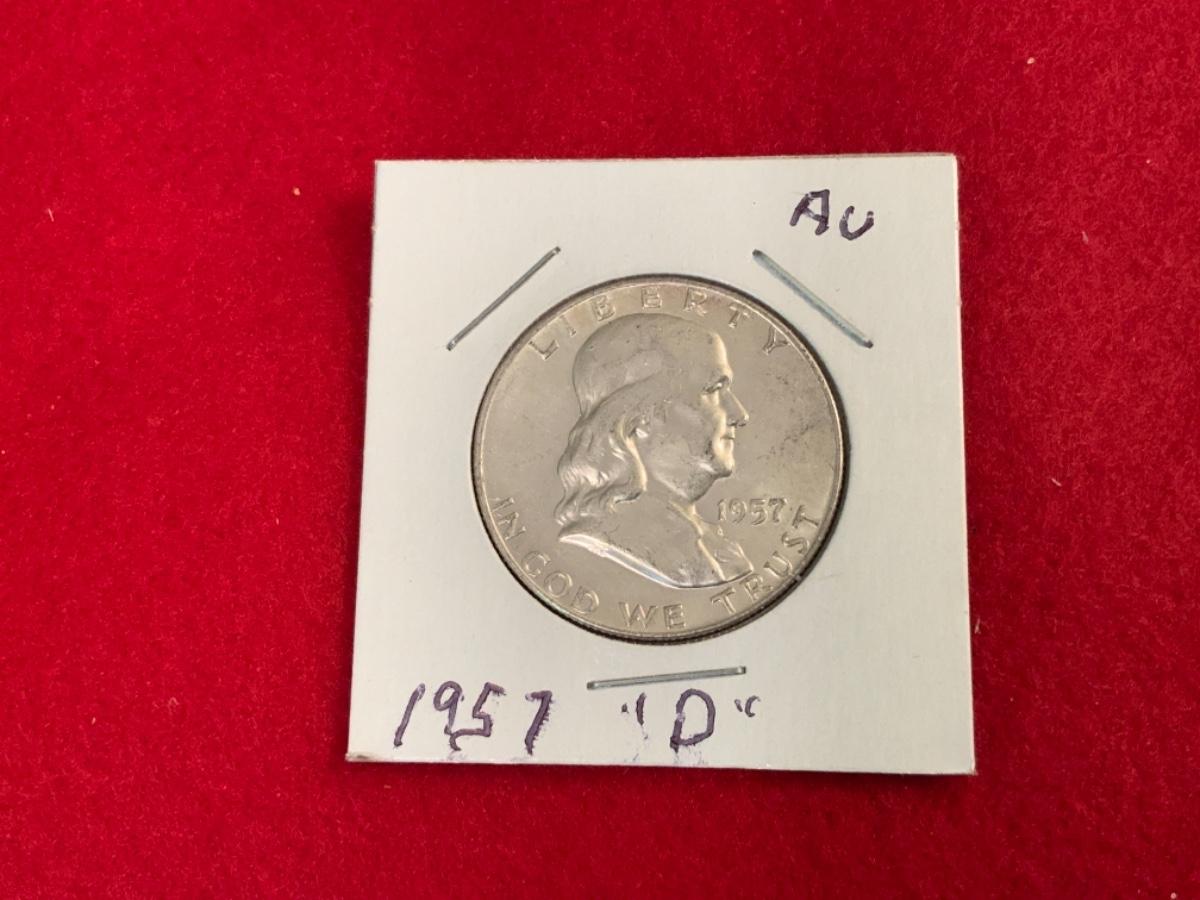 AU
LIBERTY
1957
IN GOD WE TRUST
1957 "D"